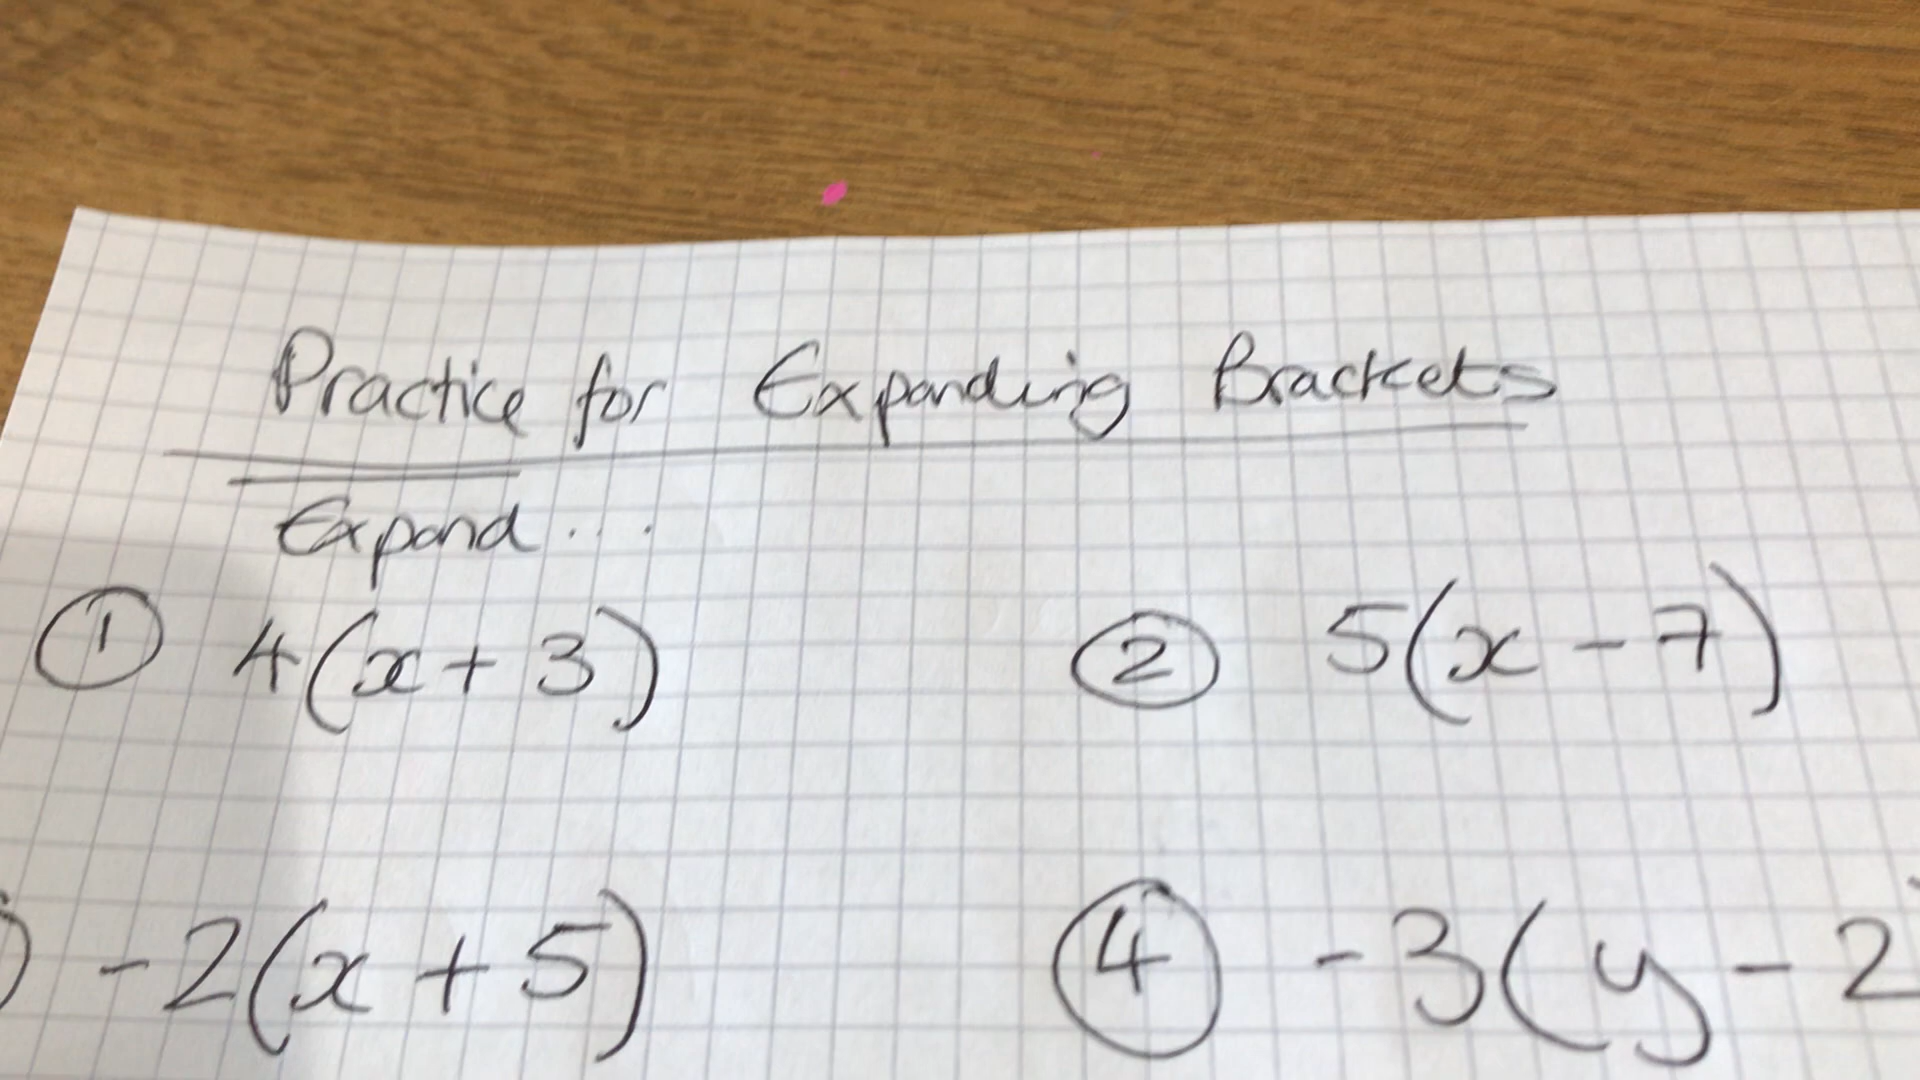 Practice for Expanding Brackets
Expand...
① 4(x + 3) ② 5(x - 7)
) -2(x + 5) ④ -3(y - 2